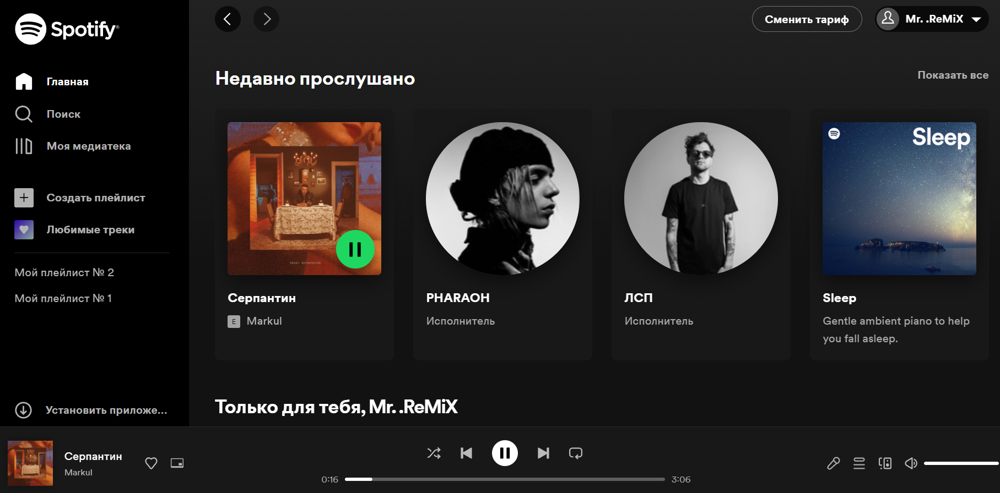 Spotify®
Сменить тариф
Mr. .ReMiX
Главная
Поиск
Моя медиатека
Создать плейлист
Любимые треки
Мой плейлист № 2
Мой плейлист № 1
Установить приложе...
Недавно прослушано
Показать все
GREAT DEPRESSION
Серпантин
E Markul
PHARAOH
Исполнитель
ЛСП
Исполнитель
Sleep
Sleep
Gentle ambient piano to help
you fall asleep.
Только для тебя, Mr. .ReMiX
Серпантин
Markul
0:16
3:06